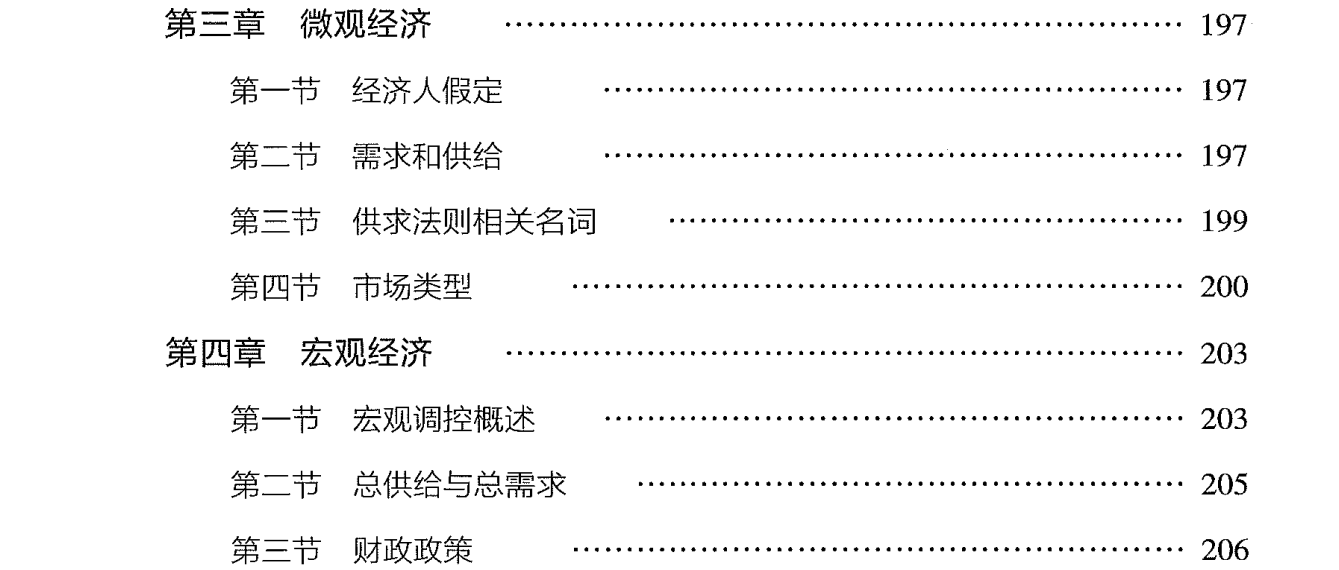 第三章 微观经济 …………………………………………………… 197
第一节 经济人假定 …………………………………………… 197
第二节 需求和供给 …………………………………………… 197
第三节 供求法则相关名词 ……………………………………… 199
第四节 市场类型 ……………………………………………… 200
第四章 宏观经济 …………………………………………………… 203
第一节 宏观调控概述 …………………………………………… 203
第二节 总供给与总需求 ………………………………………… 205
第三节 财政政策 ……………………………………………… 206